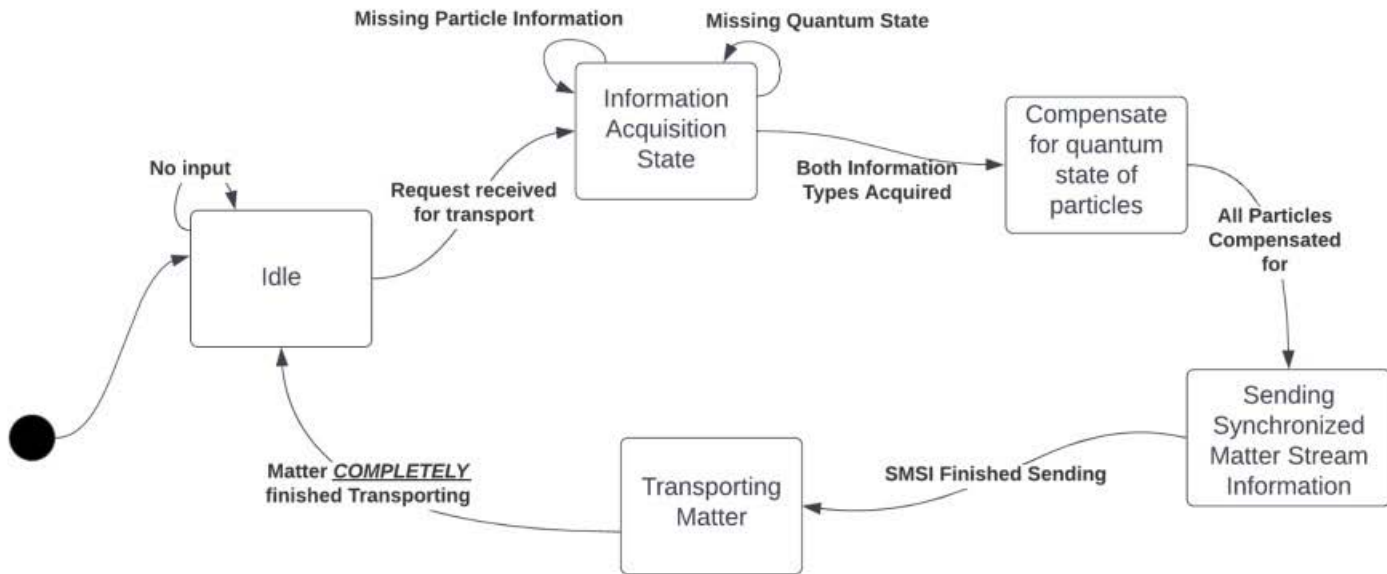 Missing Particle Information
Missing Quantum State
Information
Acquisition
State
Compensate
for quantum
state of
particles
No input
Request received
for transport
Both Information
Types Acquired
All Particles
Compensated
for
Idle
Sending
Synchronized
Matter Stream
Information
SMSI Finished Sending
Transporting
Matter
Matter COMPLETELY
finished Transporting